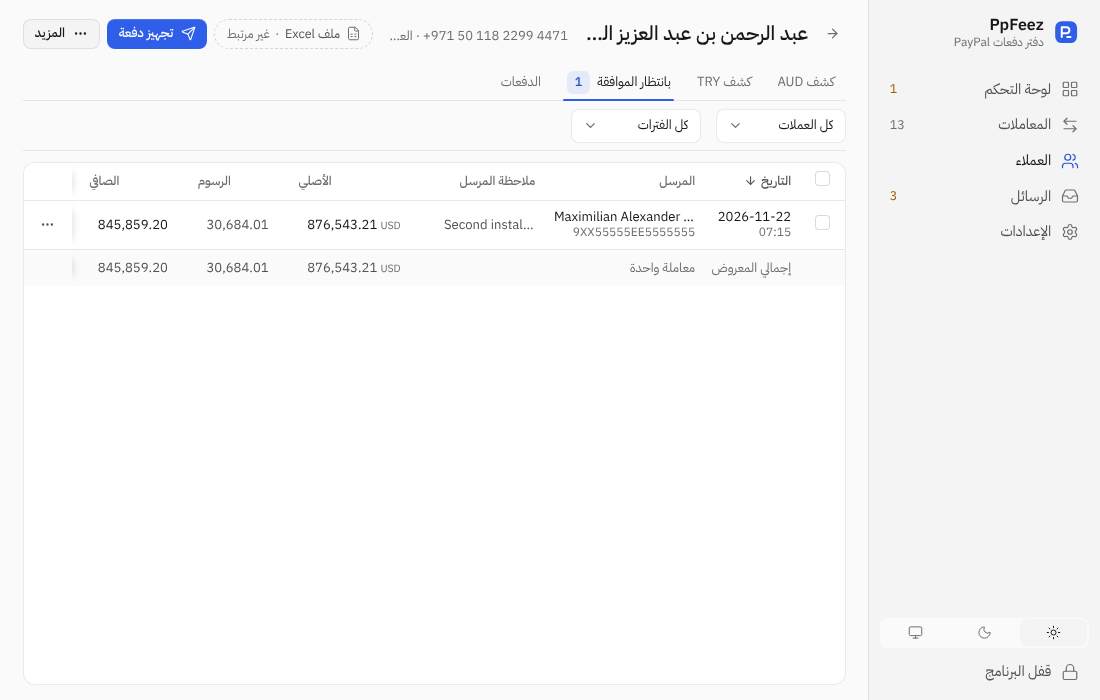 PpFeez
دفتر دفعات PayPal
لوحة التحكم 1
المعاملات 13
العملاء
الرسائل 3
الإعدادات
قفل البرنامج
عبد الرحمن بن عبد العزيز الـ...
+971 50 118 2299 4471 · العـ...
ملف Excel · غير مرتبط
تجهيز دفعة
المزيد
كشف AUD
كشف TRY
بانتظار الموافقة 1
الدفعات
كل العملات
كل الفترات
التاريخ المرسل ملاحظة المرسل الأصلي الرسوم الصافي
2026-11-22 Maximilian Alexander ... Second instal... 876,543.21 USD 30,684.01 845,859.20
07:15 9XX55555EE5555555
إجمالي المعروض معاملة واحدة 876,543.21 USD 30,684.01 845,859.20